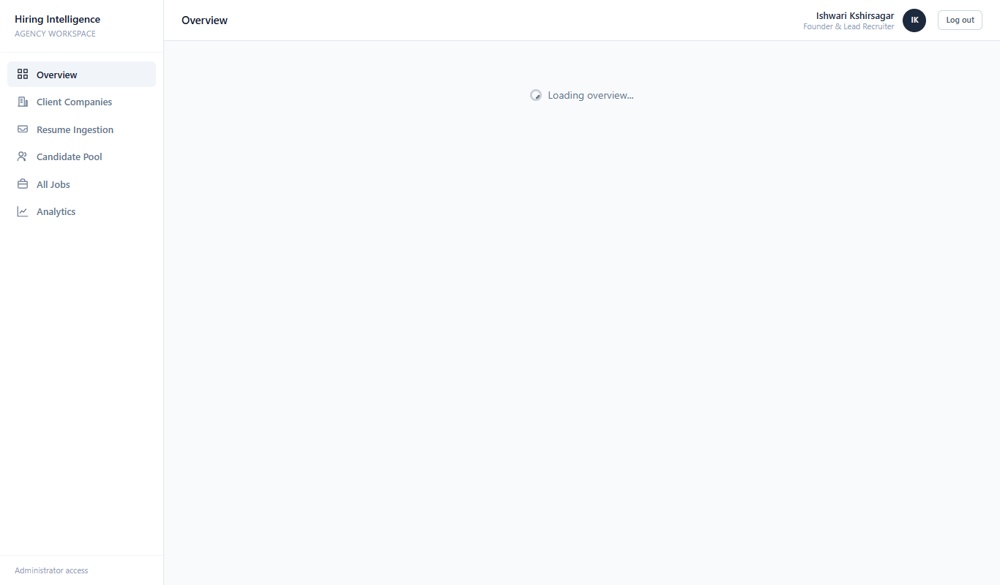 Hiring Intelligence
AGENCY WORKSPACE
Overview
Client Companies
Resume Ingestion
Candidate Pool
All Jobs
Analytics
Administrator access
Overview
Ishwari Kshirsagar
Founder & Lead Recruiter
IK
Log out
Loading overview...